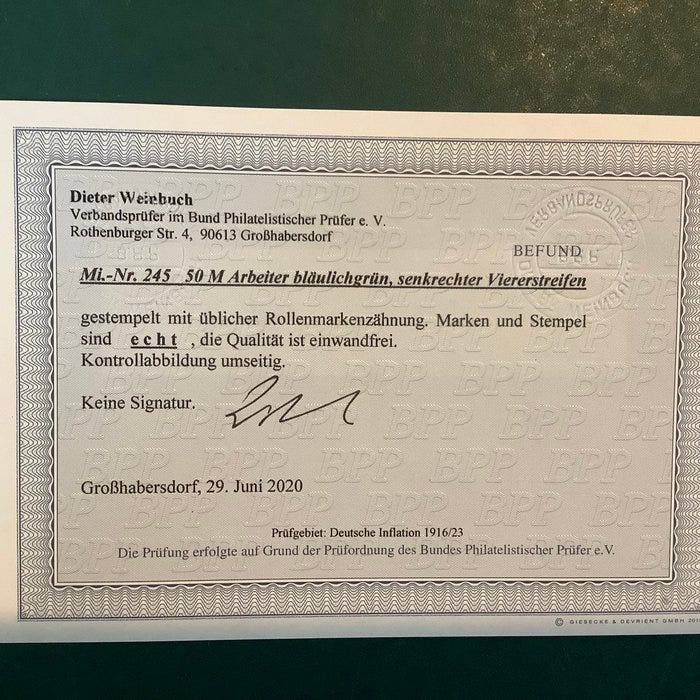 Dieter Weinbuch
Verbandsprüfer im Bund Philatelistischer Prüfer e. V.
Rothenburger Str. 4, 90613 Großhabersdorf
BEFUND
Mi.-Nr. 245 50 M Arbeiter bläulichgrün, senkrechter Viererstreifen
gestempelt mit üblicher Rollenmarkenzähnung. Marken und Stempel
sind echt , die Qualität ist einwandfrei.
Kontrollabbildung umseitig.
Keine Signatur.
Großhabersdorf, 29. Juni 2020
Prüfgebiet: Deutsche Inflation 1916/23
Die Prüfung erfolgte auf Grund der Prüfordnung des Bundes Philatelistischer Prüfer e.V.
© GIESECKE & DEVRIENT GMBH